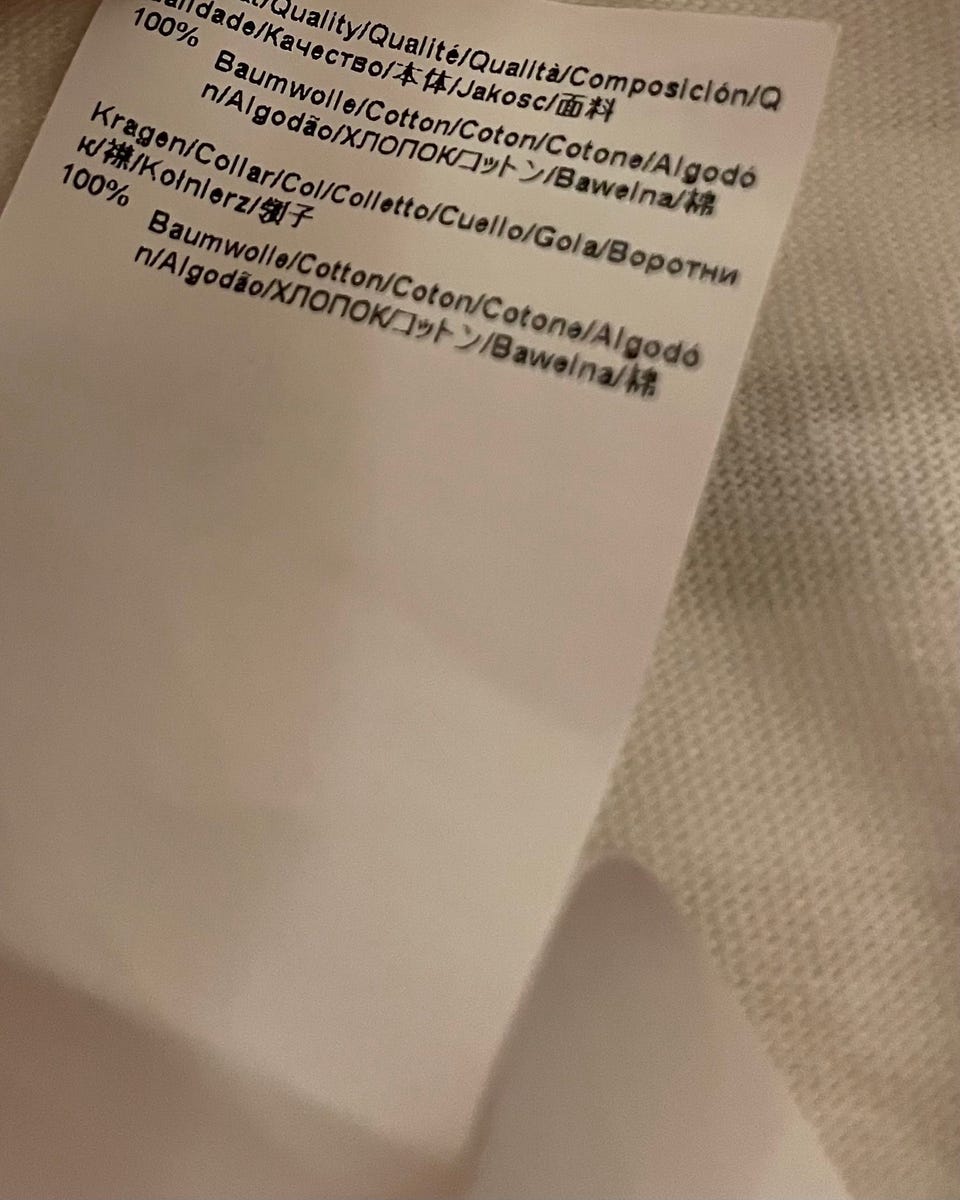 /Quality/Qualité/Qualità/Composición/Q
alidade/Качество/本体/Jakosc/面料
100% Baumwolle/Cotton/Coton/Cotone/Algodó
n/Algodão/ХЛОПОК/コットン/Bawelna/棉
Kragen/Collar/Col/Colletto/Cuello/Gola/Воротни
к/襟/Kolnierz/领子
100% Baumwolle/Cotton/Coton/Cotone/Algodó
n/Algodão/ХЛОПОК/コットン/Bawelna/棉